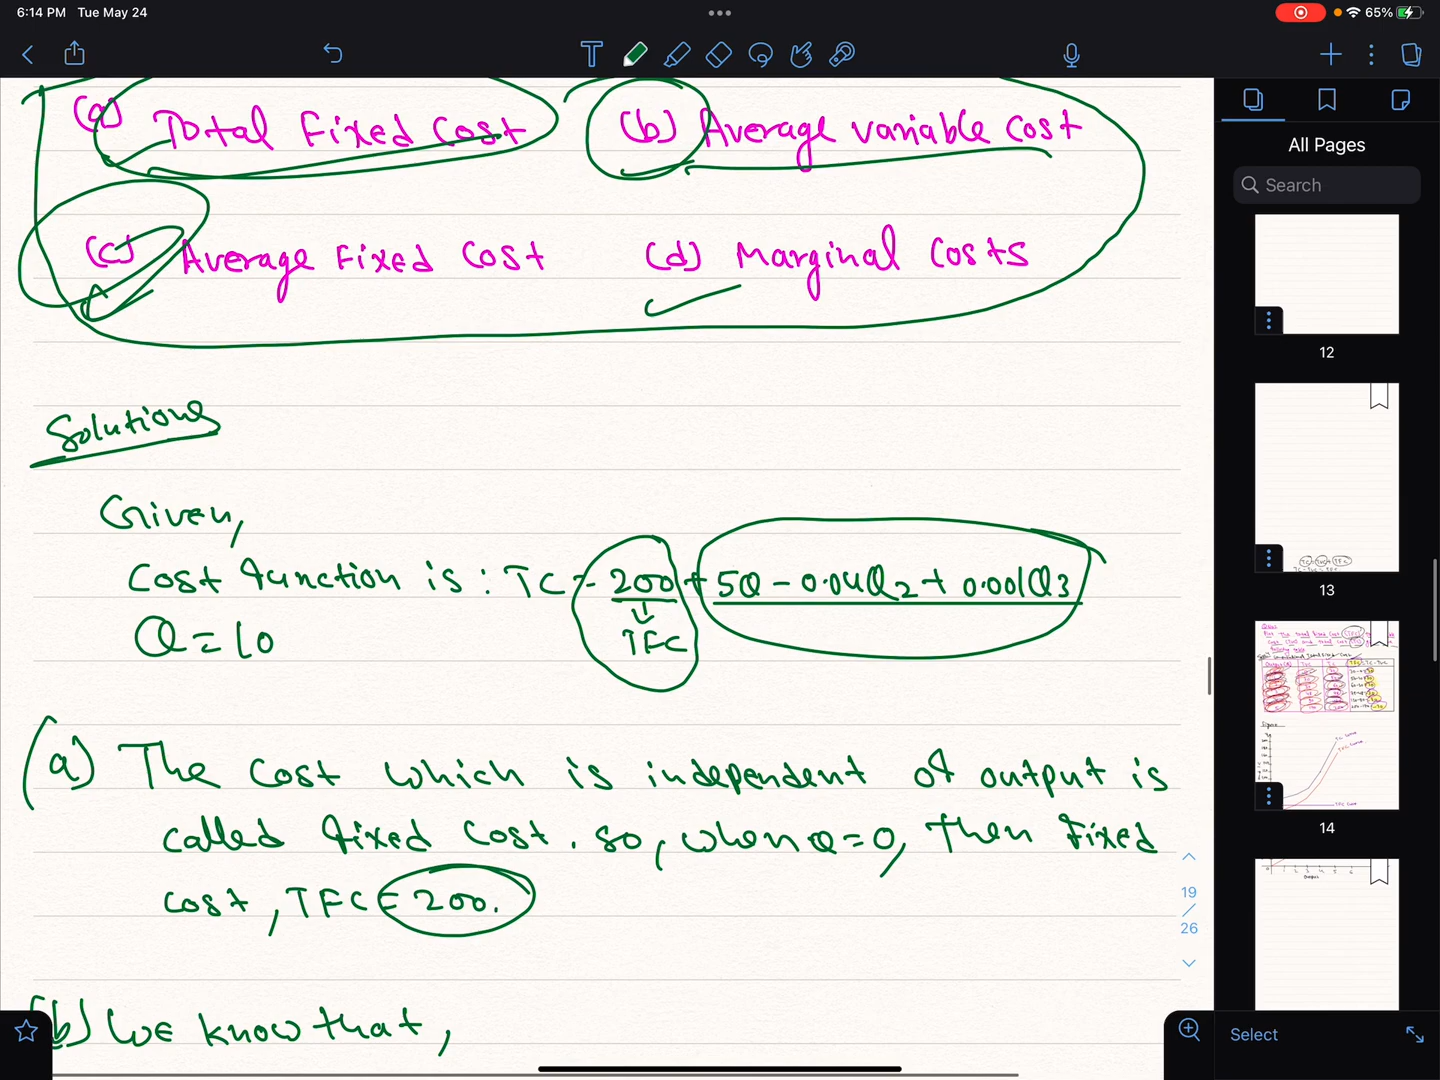 6:14 PM Tue May 24
65%
(a) Total Fixed Cost (b) Average variable cost
(c) Average Fixed Cost (d) Marginal Costs
Solutions
Given,
Cost function is : TC = 200 + 5Q - 0.04Q2 + 0.001Q3
TFC
Q = 10
(a) The cost which is independent of output is
called fixed cost. so, when Q=0, Then fixed
cost, TFC = 200.
(b) We know that,
19
/
26
All Pages
Search
12
13
14
Select